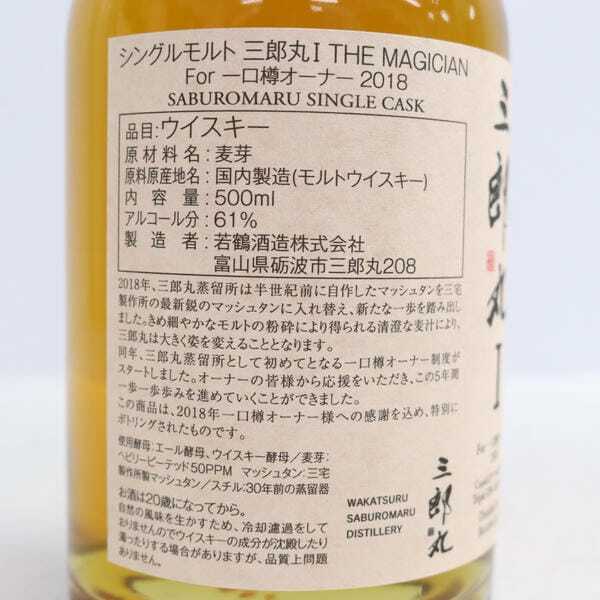 シングルモルト 三郎丸Ⅰ THE MAGICIAN
For 一口樽オーナー 2018
SABUROMARU SINGLE CASK
品目:ウイスキー
原材料名:麦芽
原料原産地名:国内製造(モルトウイスキー)
内容量:500ml
アルコール分:61%
製造者:若鶴酒造株式会社
富山県砺波市三郎丸208
2018年、三郎丸蒸留所は半世紀前に自作したマッシュタンを三宅
製作所の最新鋭のマッシュタンに入れ替え、新たな一歩を踏み出し
ました。きめ細やかなモルトの粉砕により得られる清澄な麦汁により、
三郎丸は大きく姿を変えることとなります。
同年、三郎丸蒸留所として初めてとなる一口樽オーナー制度が
スタートしました。オーナーの皆様から応援をいただき、この5年間
一歩一歩歩みを進めていくことができました。
この商品は、2018年一口樽オーナー様への感謝を込め、特別に
ボトリングされたものです。
使用酵母:エール酵母、ウイスキー酵母/麦芽:
ヘビリーピーテッド50PPM マッシュタン:三宅
製作所製マッシュタン/スチル:30年前の蒸留器
お酒は20歳になってから。
自然の風味を生かすため、冷却濾過をして
おりませんのでウイスキーの成分が沈殿したり
濁ったりする場合がありますが、品質上問題
ありません。
WAKATSURU
SABUROMARU
DISTILLERY
三郎丸
三郎丸Ⅰ